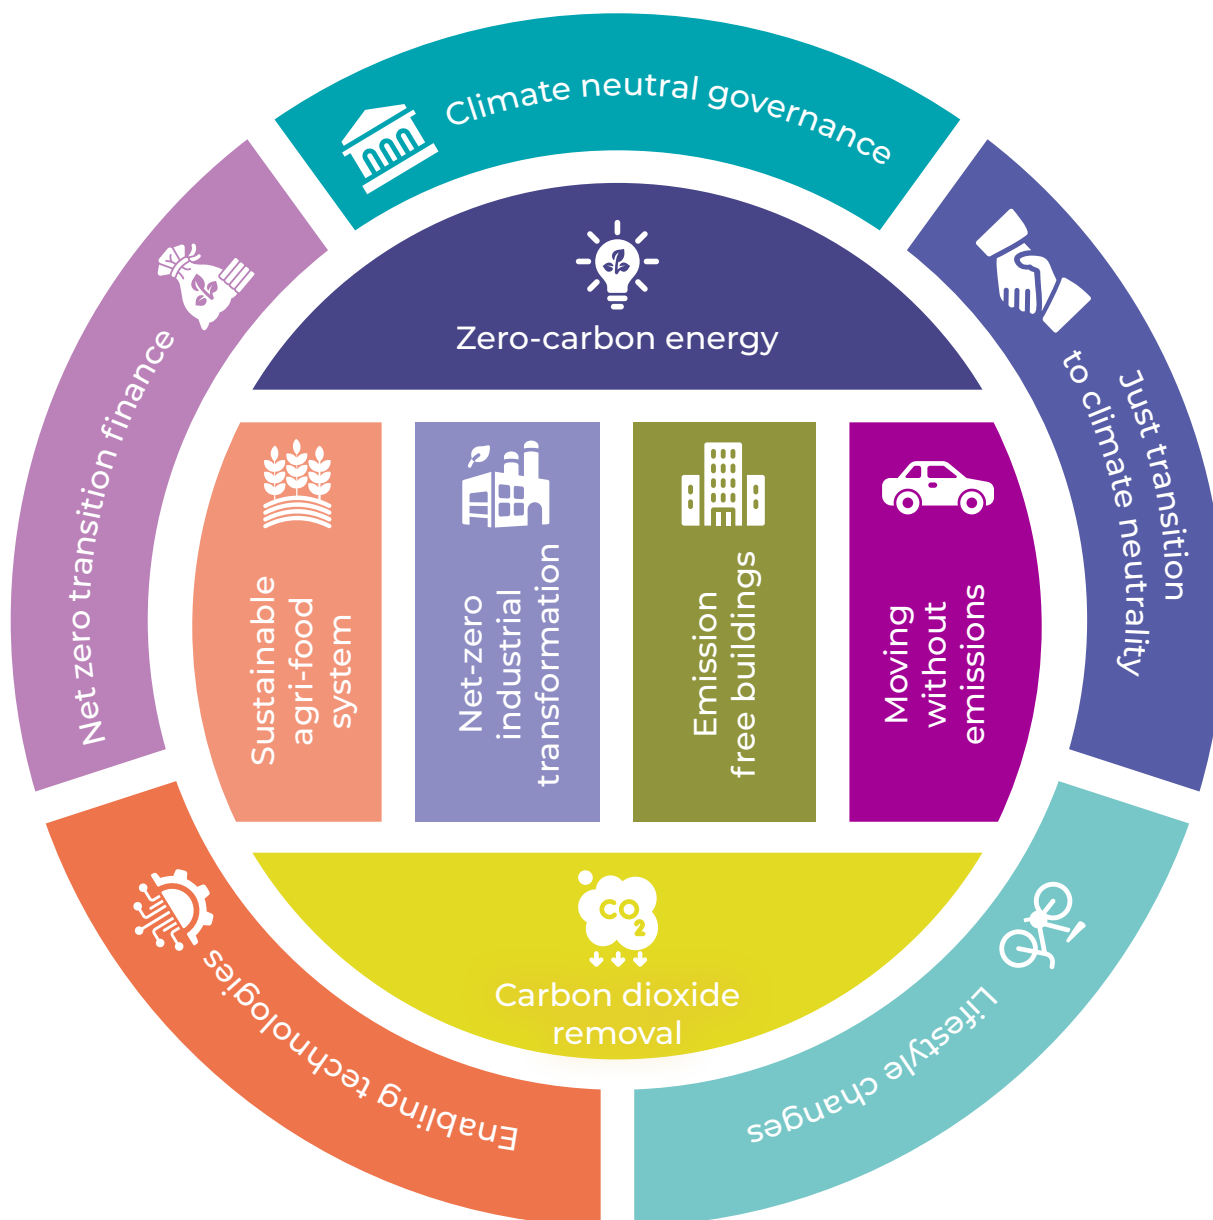 Climate neutral governance
Just transition
to climate neutrality
Lifestyle changes
Enabling technologies
Net zero transition finance
Zero-carbon energy
Sustainable
agri-food
system
Net-zero
industrial
transformation
Emission
free buildings
Moving
without
emissions
CO2
Carbon dioxide
removal